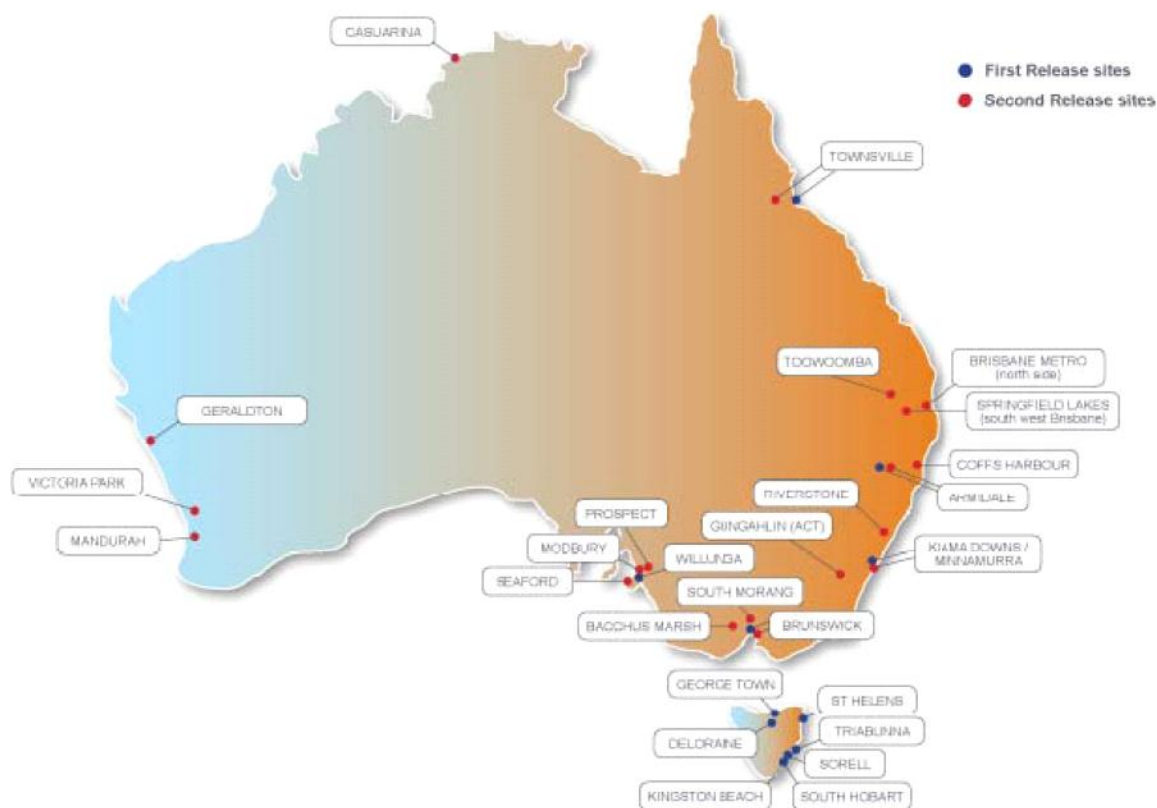 CASUARINA
First Release sites
Second Release sites
TOWNSVILLE
TOOWOOMBA
BRISBANE METRO
(north side)
SPRINGFIELD LAKES
(south west Brisbane)
GERALDTON
COFFS HARBOUR
VICTORIA PARK
RIVERSTONE
ARMIDALE
PROSPECT
GUNGAHLIN (ACT)
MANDURAH
MODBURY
WILLUNGA
KIAMA DOWNS /
MINNAMURRA
SEAFORD
SOUTH MORANG
BACCHUS MARSH
BRUNSWICK
GEORGE TOWN
ST HELENS
DELORAINE
TRIABUNNA
SORELL
KINGSTON BEACH
SOUTH HOBART